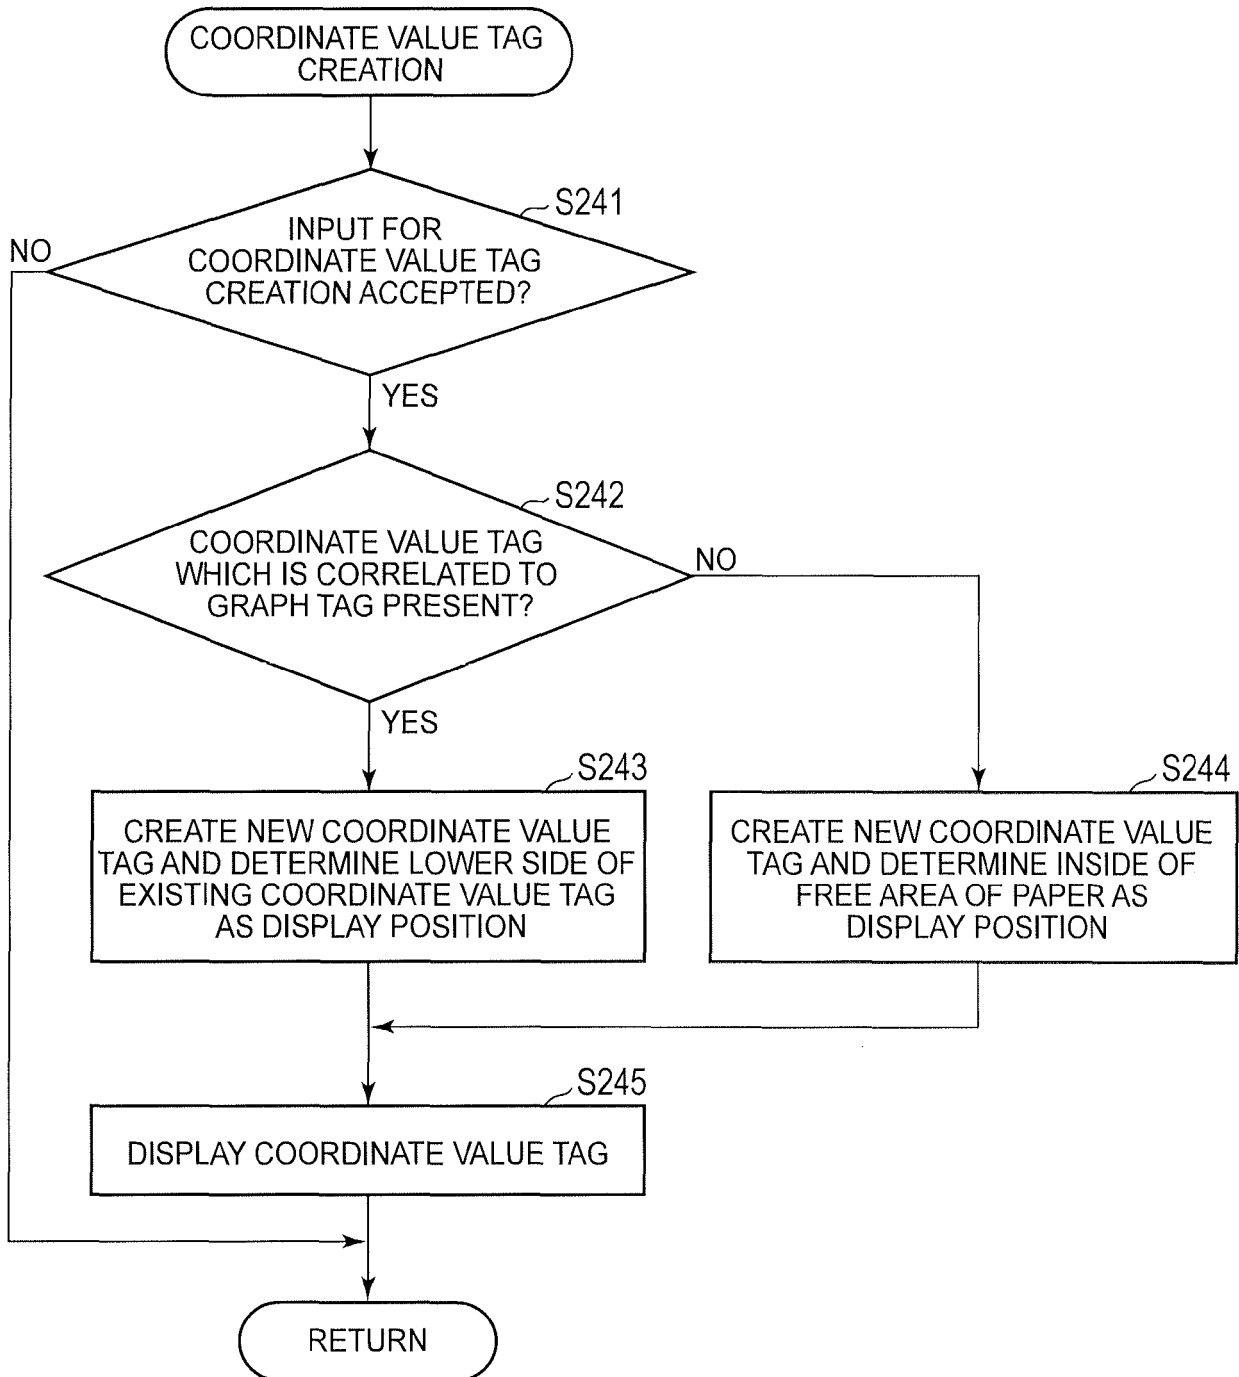 COORDINATE VALUE TAG
CREATION
S241
INPUT FOR
COORDINATE VALUE TAG
CREATION ACCEPTED?
NO
YES
S242
COORDINATE VALUE TAG
WHICH IS CORRELATED TO
GRAPH TAG PRESENT?
NO
YES
S243
CREATE NEW COORDINATE VALUE
TAG AND DETERMINE LOWER SIDE OF
EXISTING COORDINATE VALUE TAG
AS DISPLAY POSITION
S244
CREATE NEW COORDINATE VALUE
TAG AND DETERMINE INSIDE OF
FREE AREA OF PAPER AS
DISPLAY POSITION
S245
DISPLAY COORDINATE VALUE TAG
RETURN